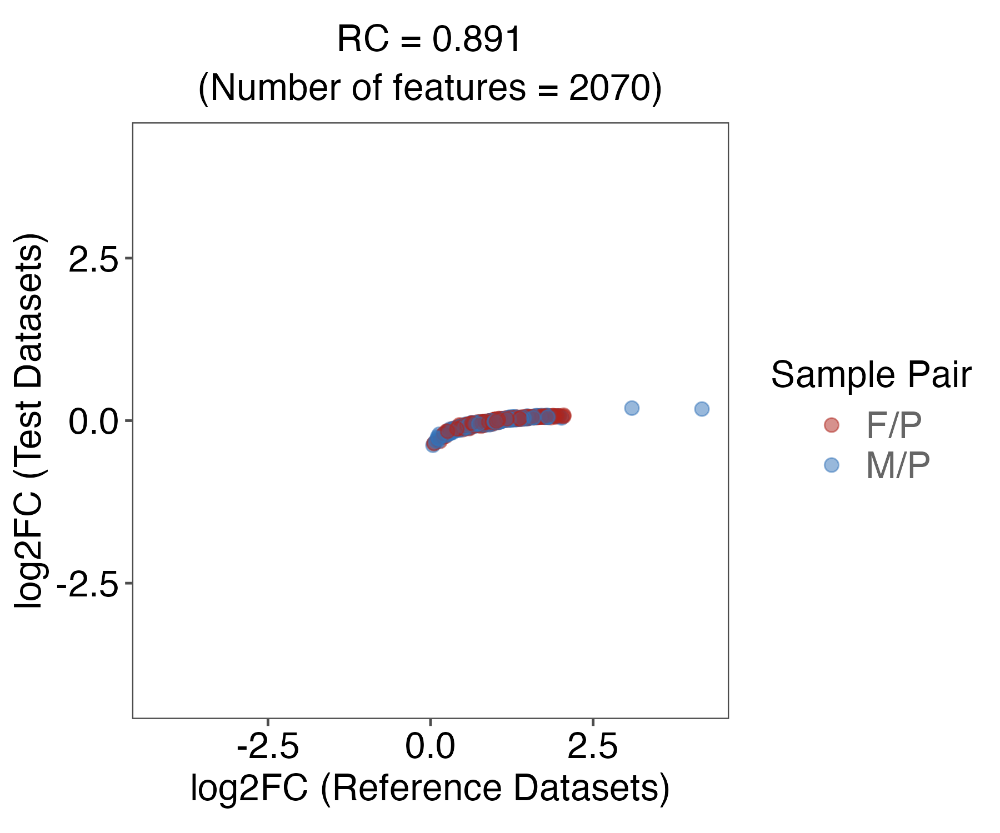 RC = 0.891
(Number of features = 2070)
log2FC (Test Datasets)
2.5
0.0
-2.5
-2.5 0.0 2.5
log2FC (Reference Datasets)
Sample Pair
F/P
M/P